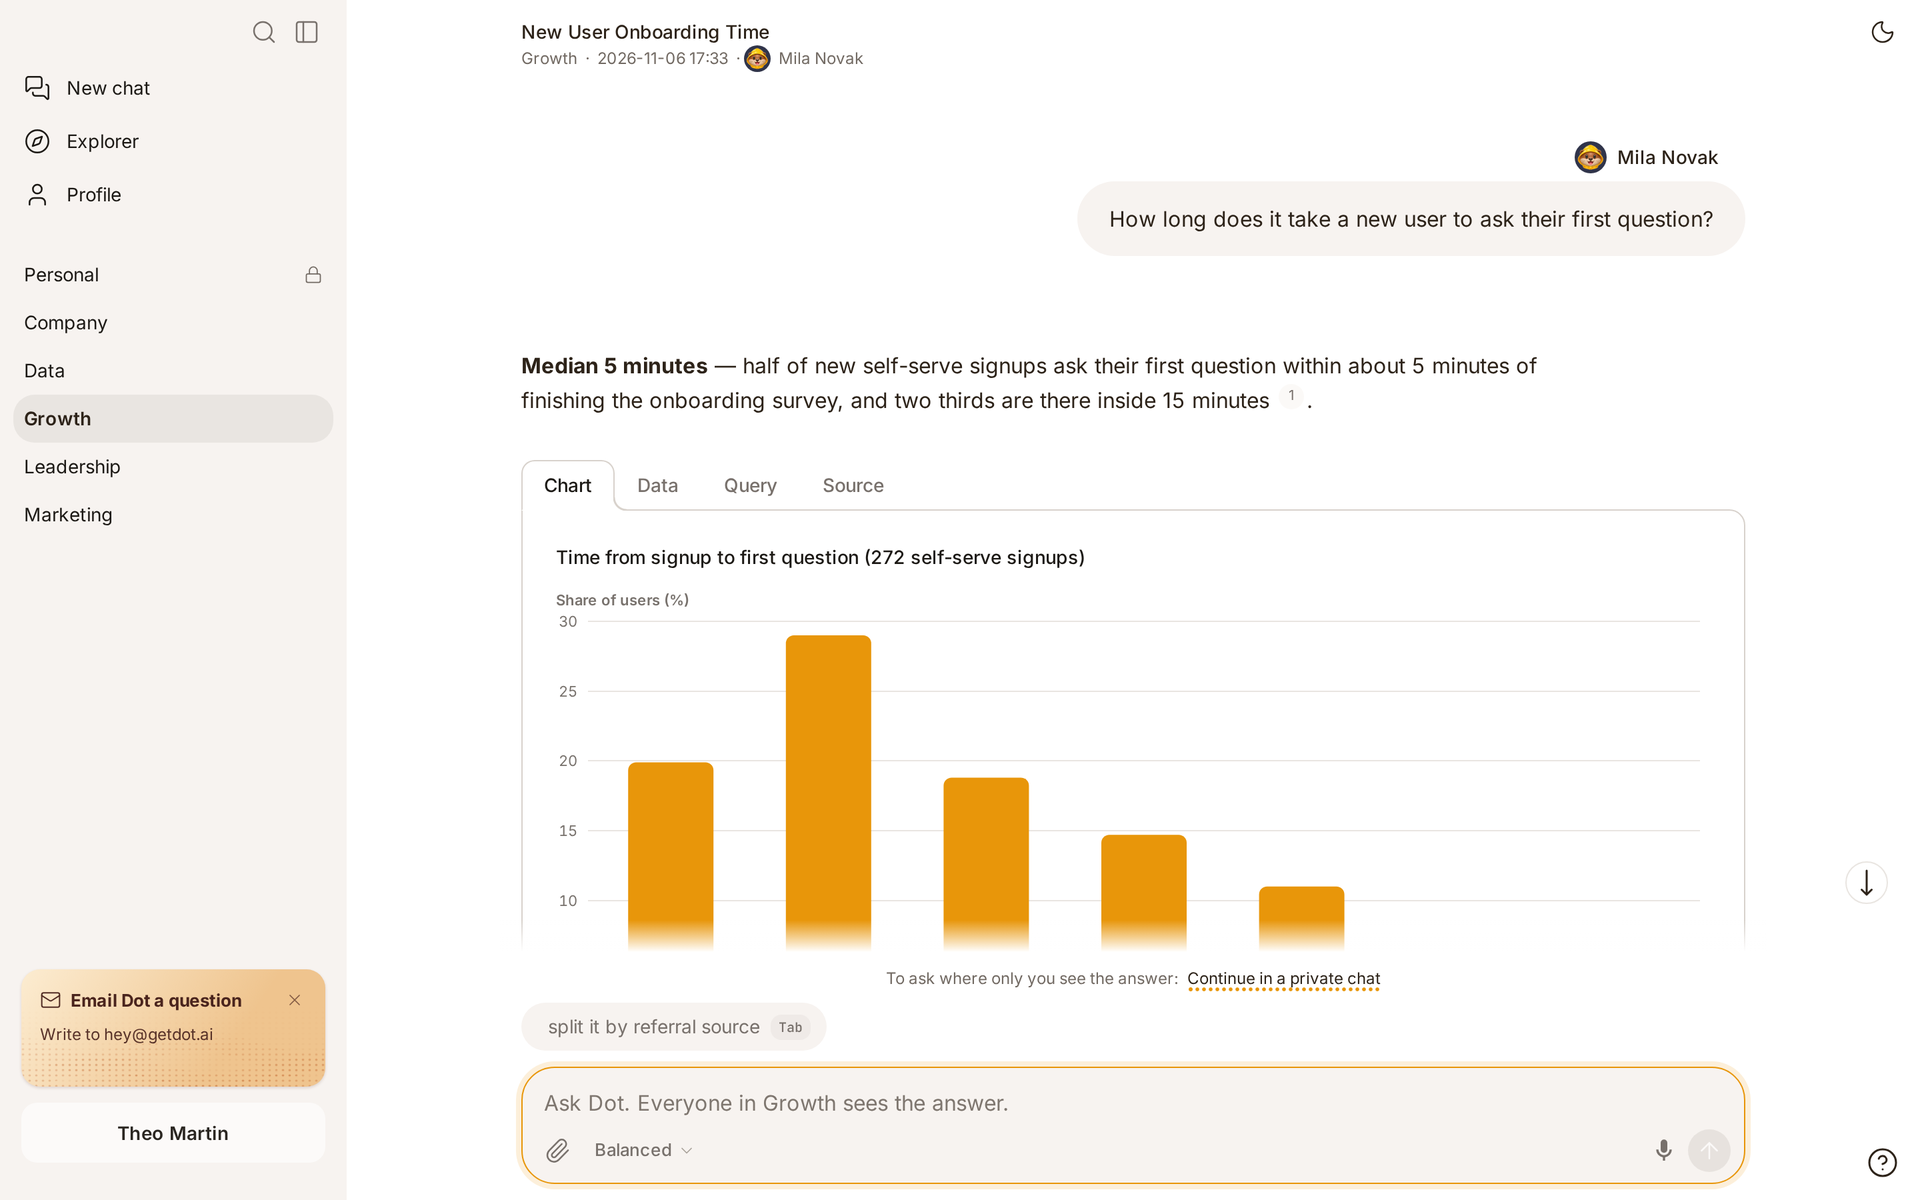 New chat
Explorer
Profile
Personal
Company
Data
Growth
Leadership
Marketing
Email Dot a question
Write to hey@getdot.ai
Theo Martin
New User Onboarding Time
Growth · 2026-11-06 17:33 · Mila Novak
Mila Novak
How long does it take a new user to ask their first question?
Median 5 minutes — half of new self-serve signups ask their first question within about 5 minutes of
finishing the onboarding survey, and two thirds are there inside 15 minutes 1 .
Chart Data Query Source
Time from signup to first question (272 self-serve signups)
Share of users (%)
30
25
20
15
10
To ask where only you see the answer: Continue in a private chat
split it by referral source Tab
Ask Dot. Everyone in Growth sees the answer.
Balanced